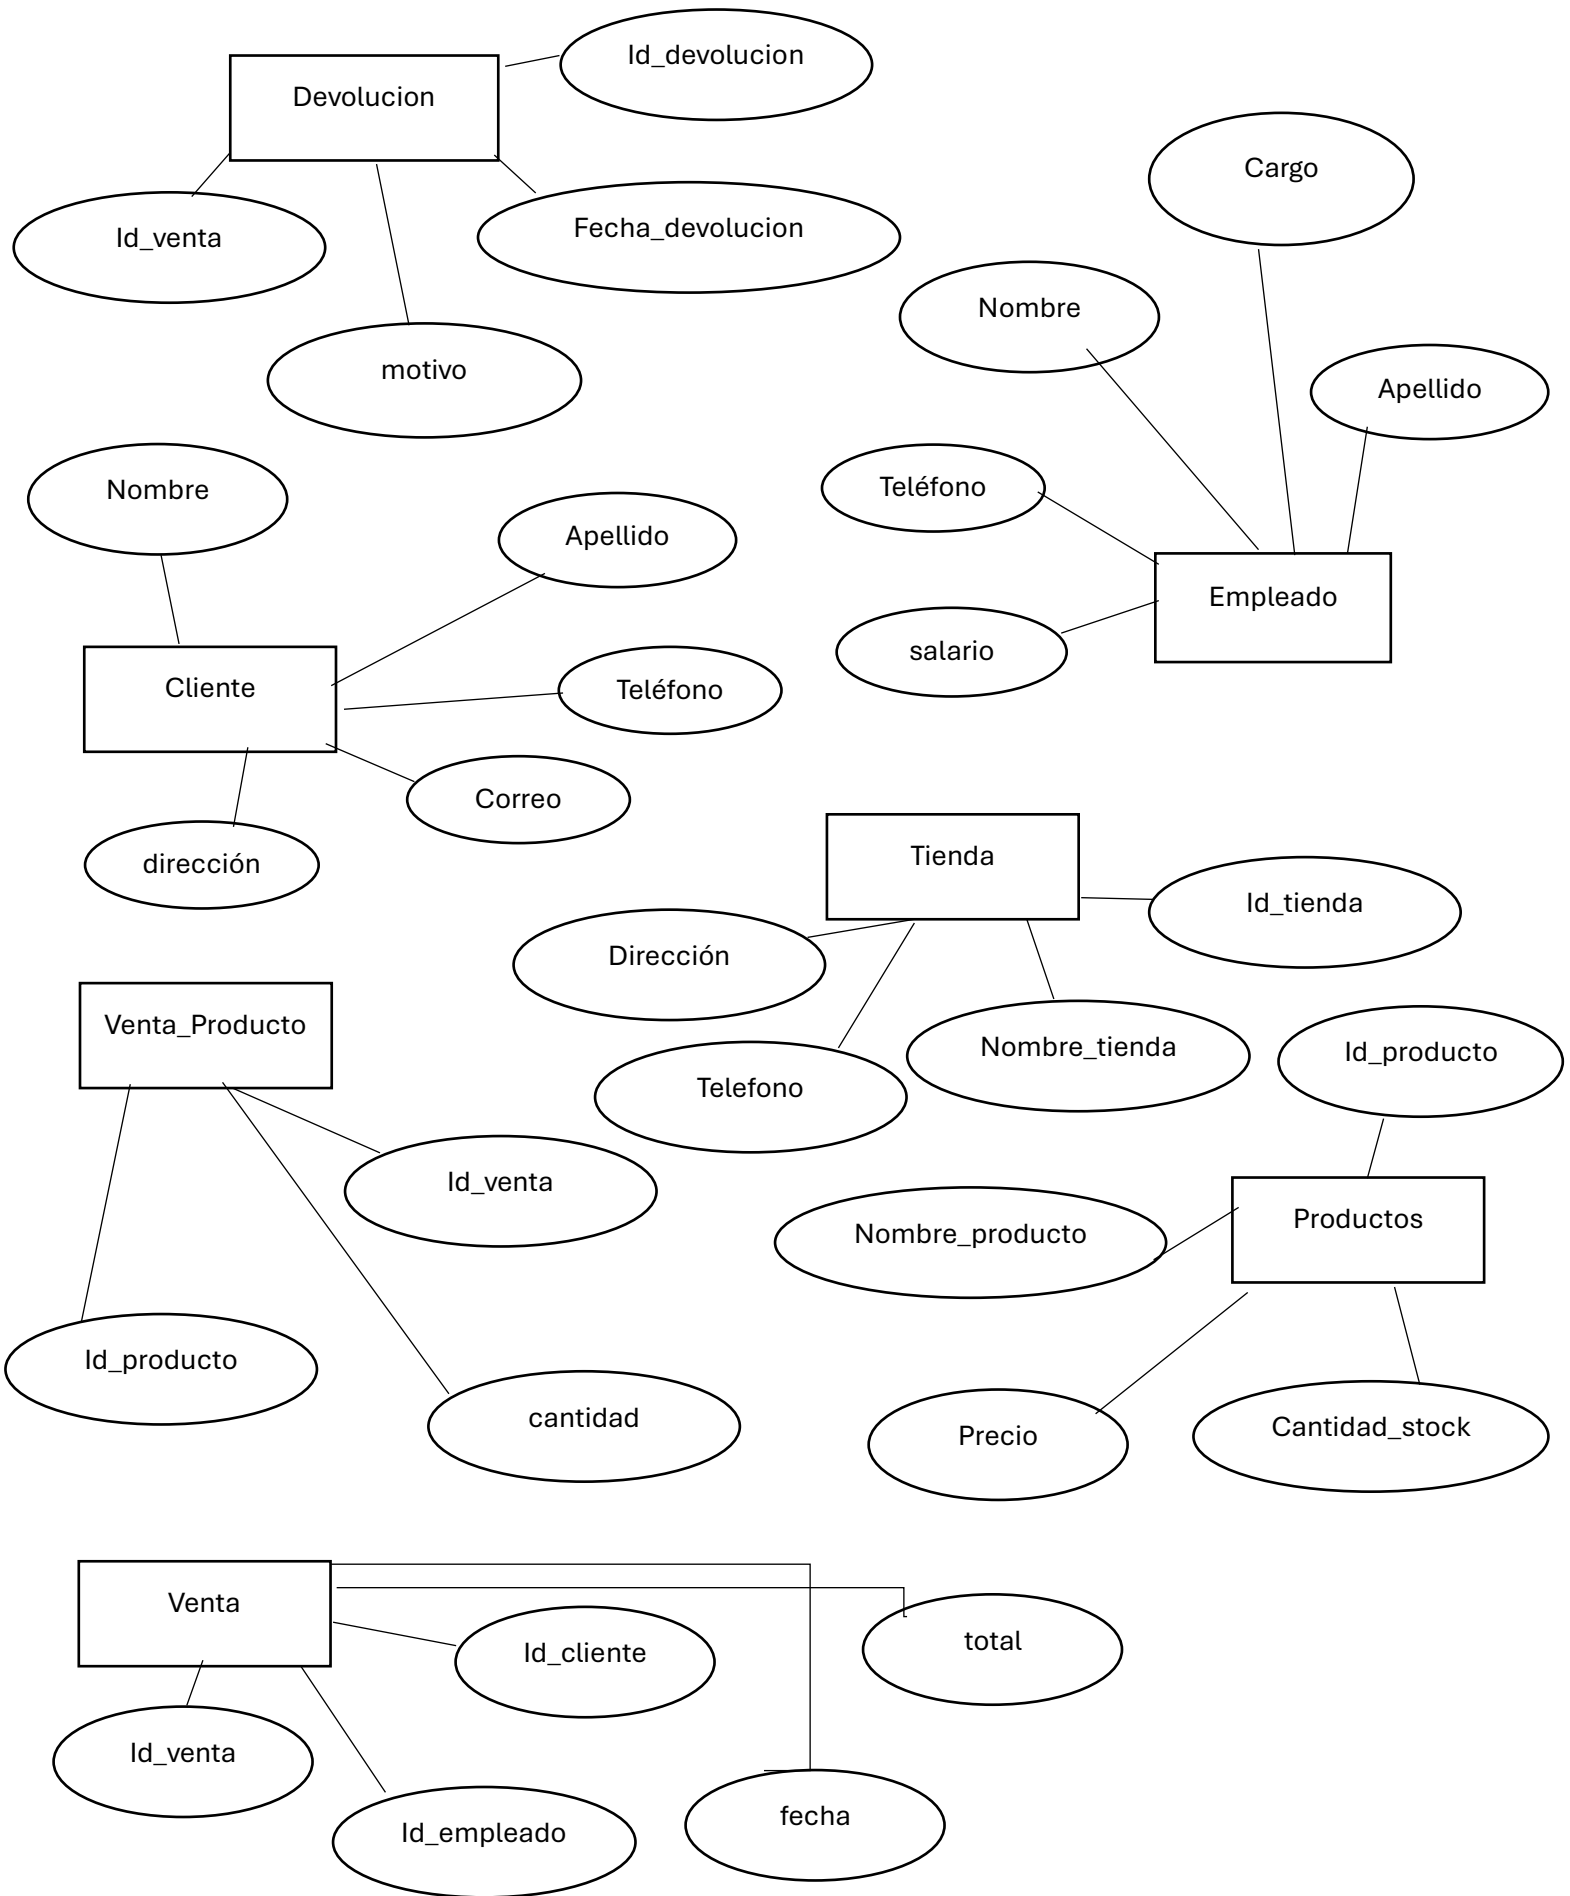 Id_devolucion
Devolucion
Cargo
Id_venta
Fecha_devolucion
Nombre
motivo
Apellido
Nombre
Teléfono
Apellido
Empleado
salario
Cliente
Teléfono
Correo
Tienda
dirección
Id_tienda
Dirección
Venta_Producto
Nombre_tienda
Id_producto
Telefono
Id_venta
Productos
Nombre_producto
Id_producto
cantidad
Precio
Cantidad_stock
Venta
Id_cliente
total
Id_venta
Id_empleado
fecha